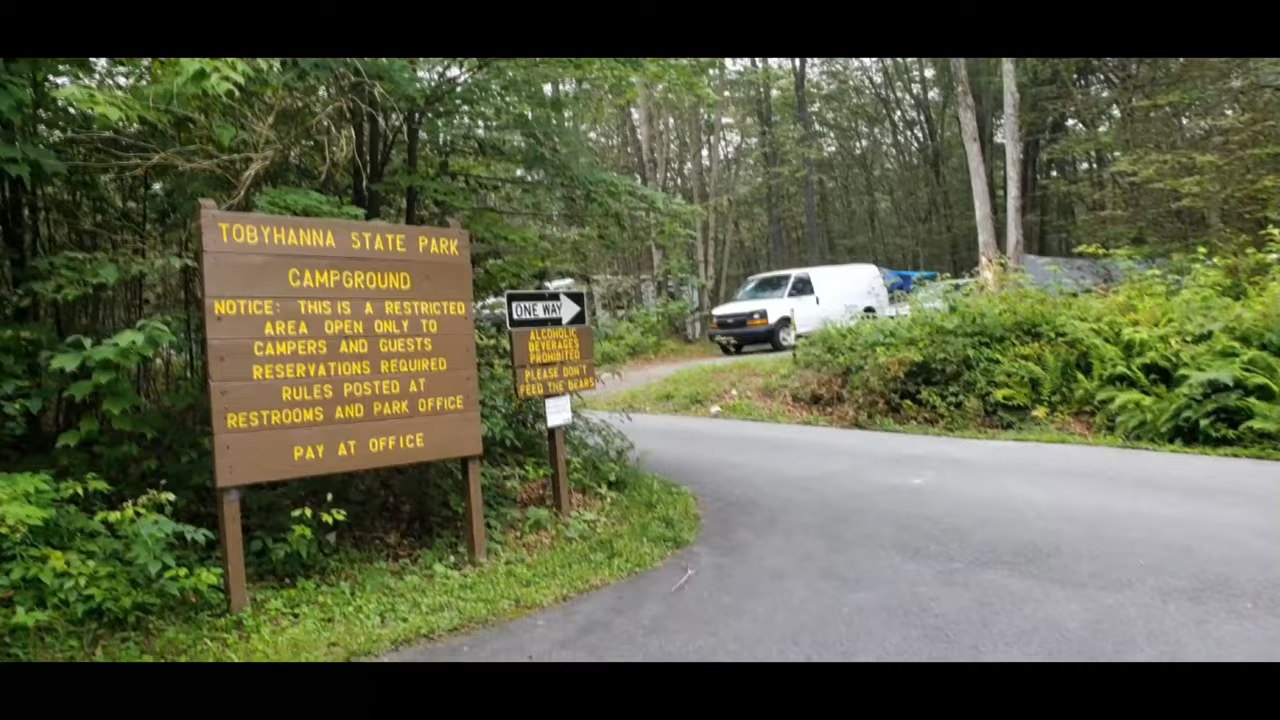 TOBYHANNA STATE PARK
CAMPGROUND
NOTICE: THIS IS A RESTRICTED
AREA OPEN ONLY TO
CAMPERS AND GUESTS
RESERVATIONS REQUIRED
RULES POSTED AT
RESTROOMS AND PARK OFFICE
PAY AT OFFICE
ONE WAY
ALCOHOLIC
BEVERAGES
PROHIBITED
PLEASE DON'T
FEED THE BEARS